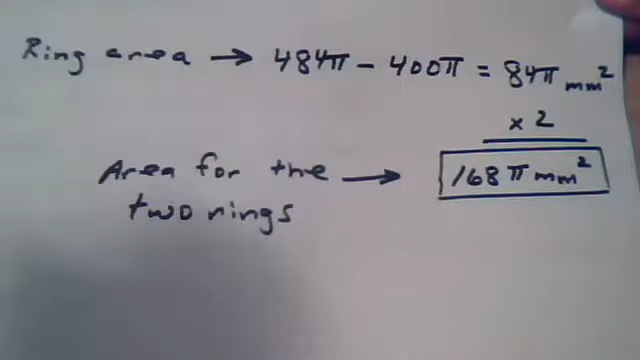 Ring area → 484π - 400π = 84π mm²
x 2
Area for the → 168π mm²
two rings